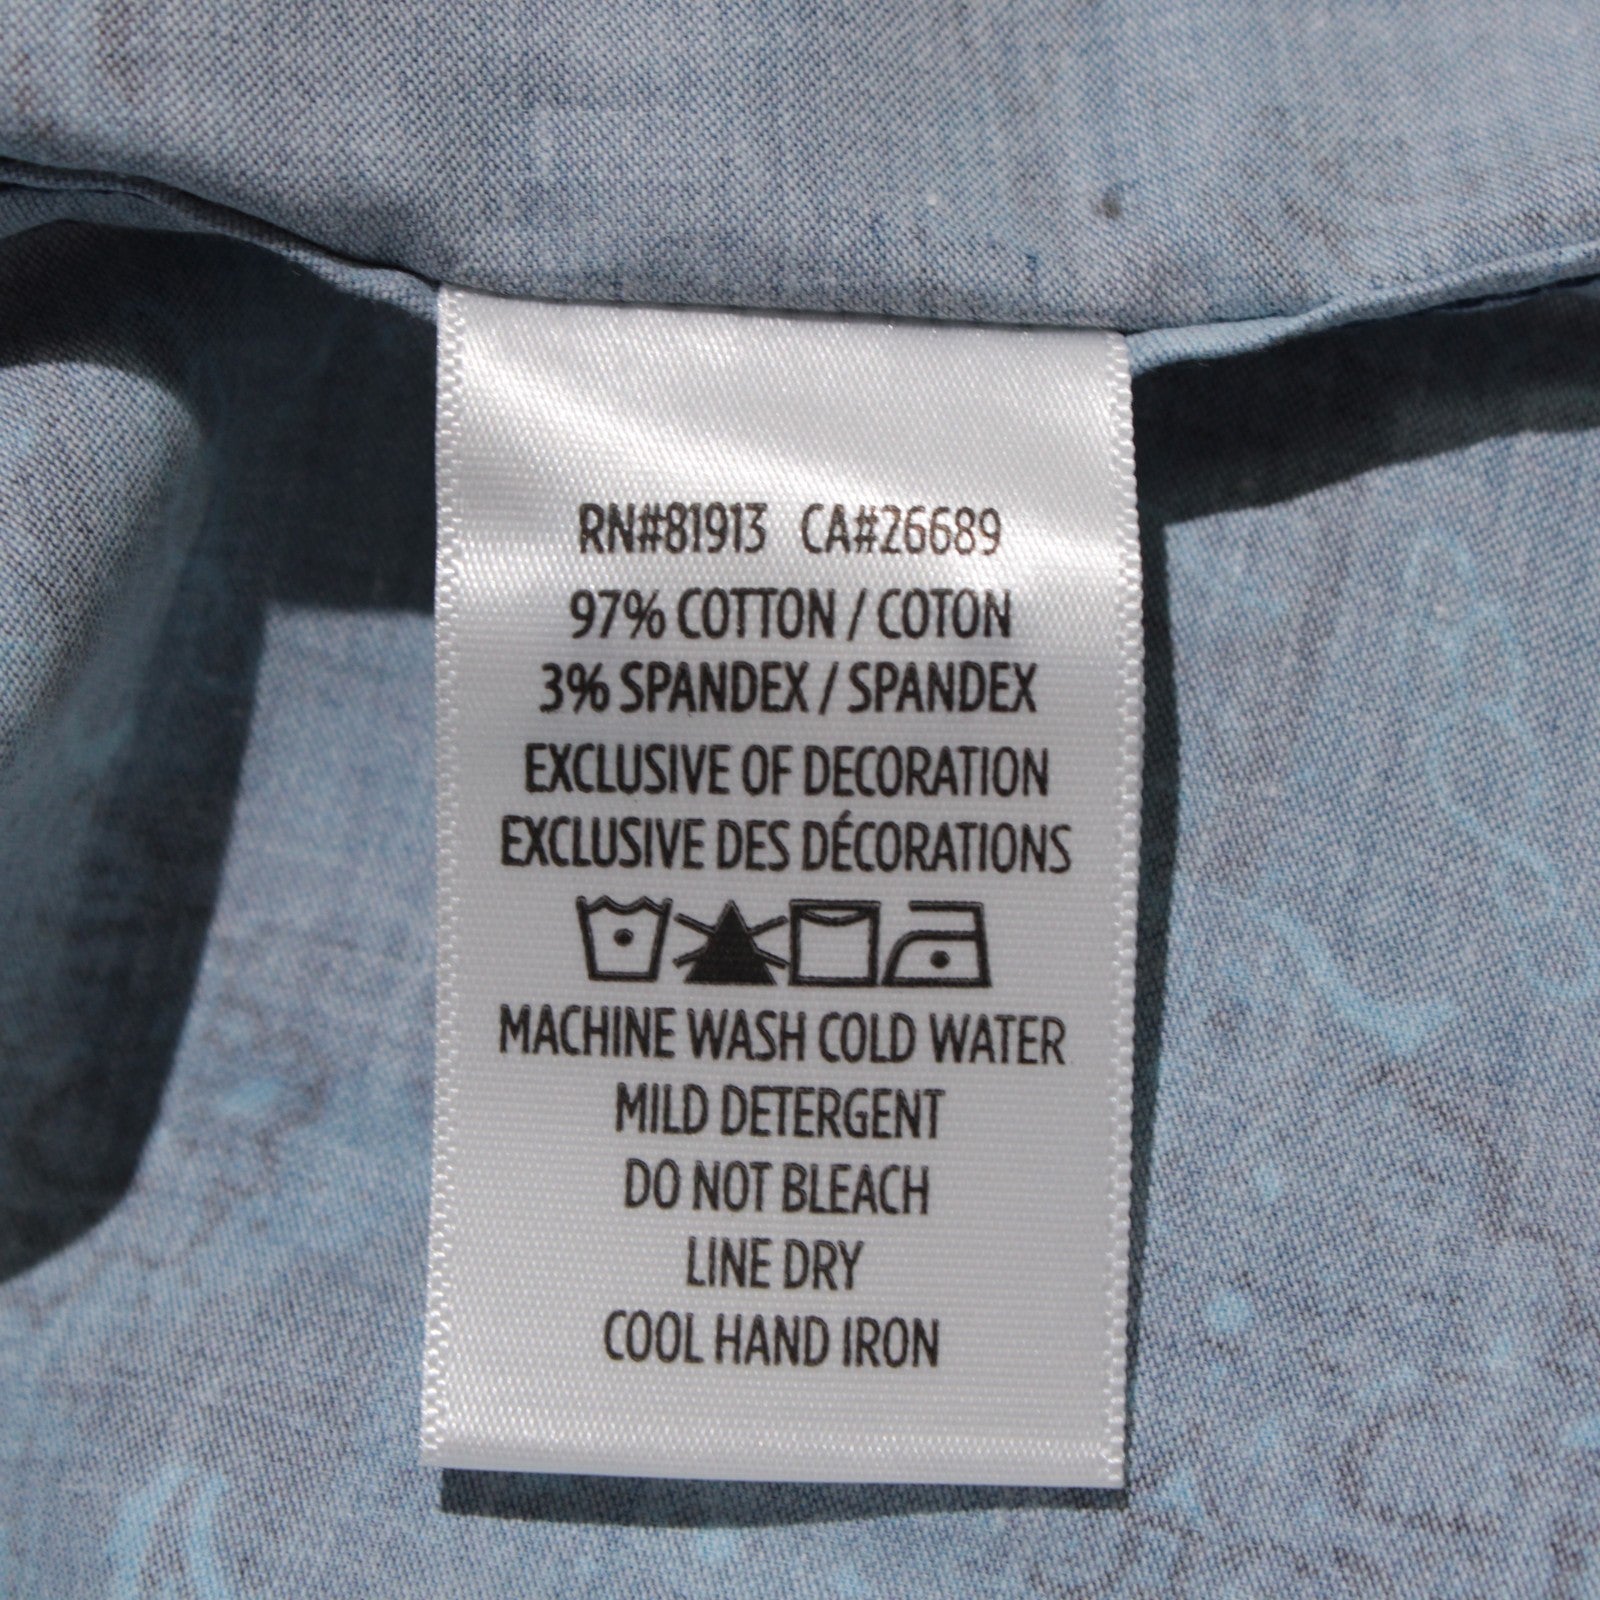 RN#81913 CA#26689
97% COTTON / COTON
3% SPANDEX / SPANDEX
EXCLUSIVE OF DECORATION
EXCLUSIVE DES DÉCORATIONS
MACHINE WASH COLD WATER
MILD DETERGENT
DO NOT BLEACH
LINE DRY
COOL HAND IRON